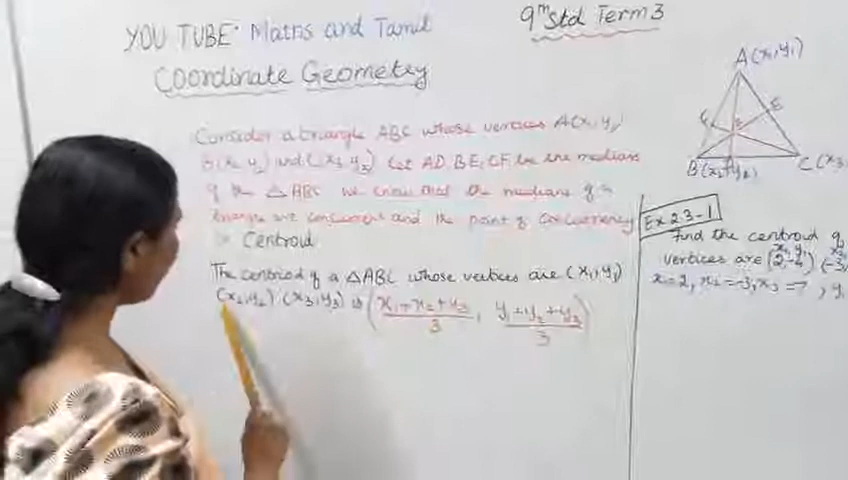 YOU TUBE: Maths and Tamil
9th Std Term 3
Coordinate Geometry
Consider a triangle ABC whose vertices A(x1, y1)
B(x2 y2) and C(x3 y3) Let AD, BE, CF be the medians
of the △ABC we know that the medians of a
triangle are concurrent and the point of concurrency
is Centroid
The centriod of a △ABC whose vertices are (x1, y1)
(x2, y2) (x3, y3) is (x1+x2+x3/3, y1+y2+y3/3)
A(x1, y1)
E
B(x2, y2)
D
C(x3
Ex 23-1
Find the centroid
vertices are (2, -4) (-3
x1=2, x2=-3, x3=7, y1